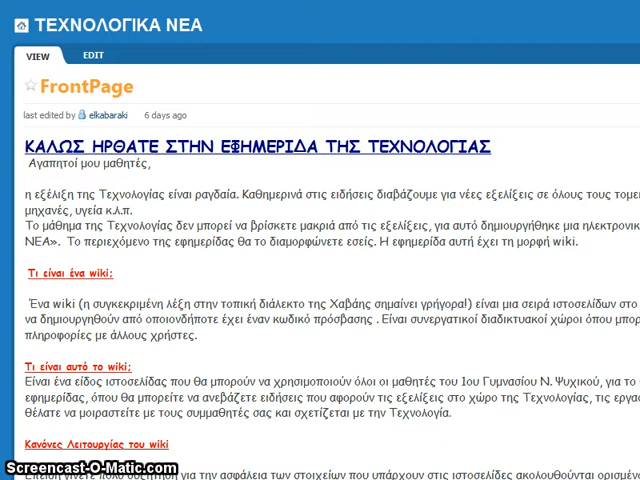 ΤΕΧΝΟΛΟΓΙΚΑ ΝΕΑ
VIEW EDIT
FrontPage
last edited by elkabaraki 6 days ago
ΚΑΛΩΣ ΗΡΘΑΤΕ ΣΤΗΝ ΕΦΗΜΕΡΙΔΑ ΤΗΣ ΤΕΧΝΟΛΟΓΙΑΣ
Αγαπητοί μου μαθητές,
η εξέλιξη της Τεχνολογίας είναι ραγδαία. Καθημερινά στις ειδήσεις διαβάζουμε για νέες εξελίξεις σε όλους τους τομει
μηχανές, υγεία κ.λ.π.
Το μάθημα της Τεχνολογίας δεν μπορεί να βρίσκετε μακριά από τις εξελίξεις, για αυτό δημιουργήθηκε μια ηλεκτρονικ
ΝΕΑ». Το περιεχόμενο της εφημερίδας θα το διαμορφώνετε εσείς. Η εφημερίδα αυτή έχει τη μορφή wiki.
Τι είναι ένα wiki;
Ένα wiki (η συγκεκριμένη λέξη στην τοπική διάλεκτο της Χαβάης σημαίνει γρήγορα!) είναι μια σειρά ιστοσελίδων στο
να δημιουργηθούν από οποιονδήποτε έχει έναν κωδικό πρόσβασης . Είναι συνεργατικοί διαδικτυακοί χώροι όπου μπορ
πληροφορίες με άλλους χρήστες.
Τι είναι αυτό το wiki;
Είναι ένα είδος ιστοσελίδας που θα μπορούν να χρησιμοποιούν όλοι οι μαθητές του 1ου Γυμνασίου Ν. Ψυχικού, για το
εφημερίδας, όπου θα μπορείτε να ανεβάζετε ειδήσεις που αφορούν τις εξελίξεις στο χώρο της Τεχνολογίας, τις εργασ
θέλατε να μοιραστείτε με τους συμμαθητές σας και σχετίζεται με την Τεχνολογία.
Κανόνες Λειτουργίας του wiki
Screencast-O-Matic.com
Επειδή γίνετε πολύ συζήτηση για την ασφάλεια των στοιχείων που υπάρχουν στις ιστοσελίδες ακολουθούνται ορισμέν